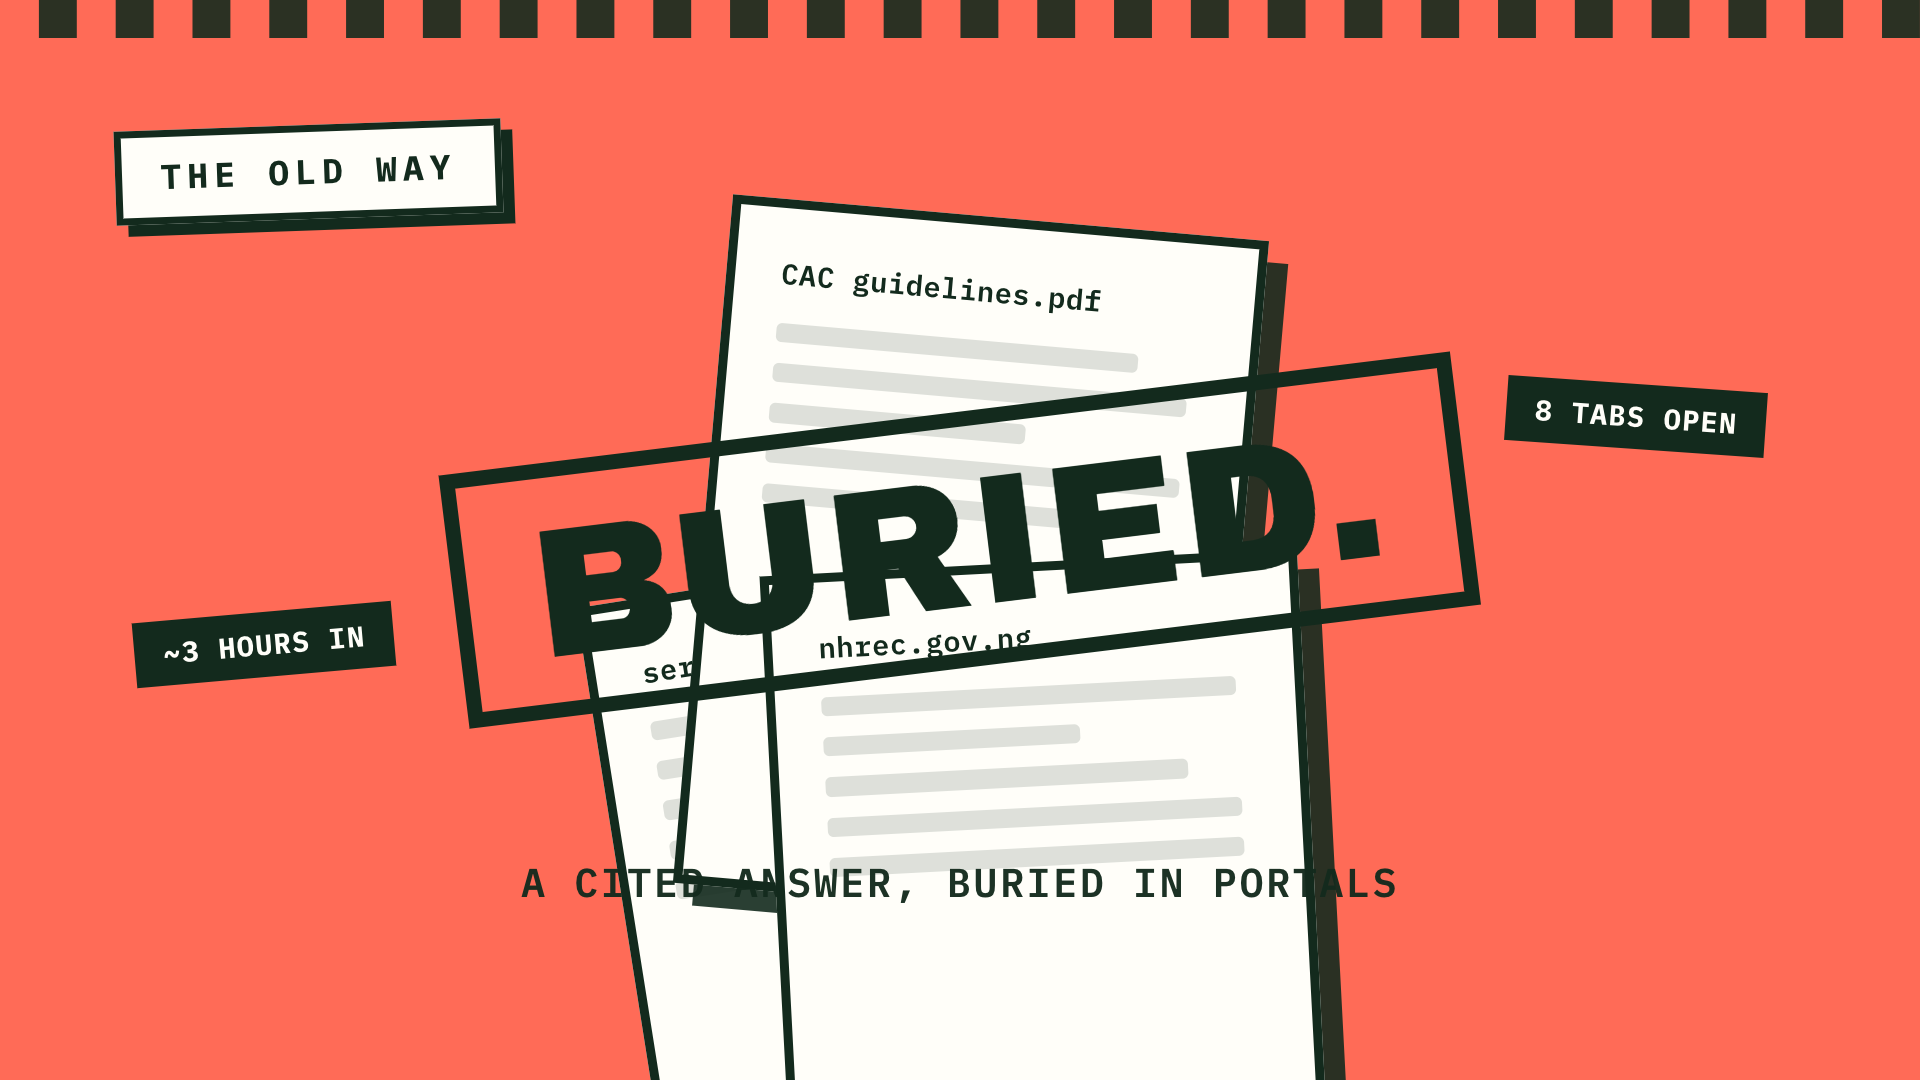 THE OLD WAY
CAC guidelines.pdf
8 TABS OPEN
BURIED.
~3 HOURS IN
nhrec.gov.ng
A CITED ANSWER, BURIED IN PORTALS